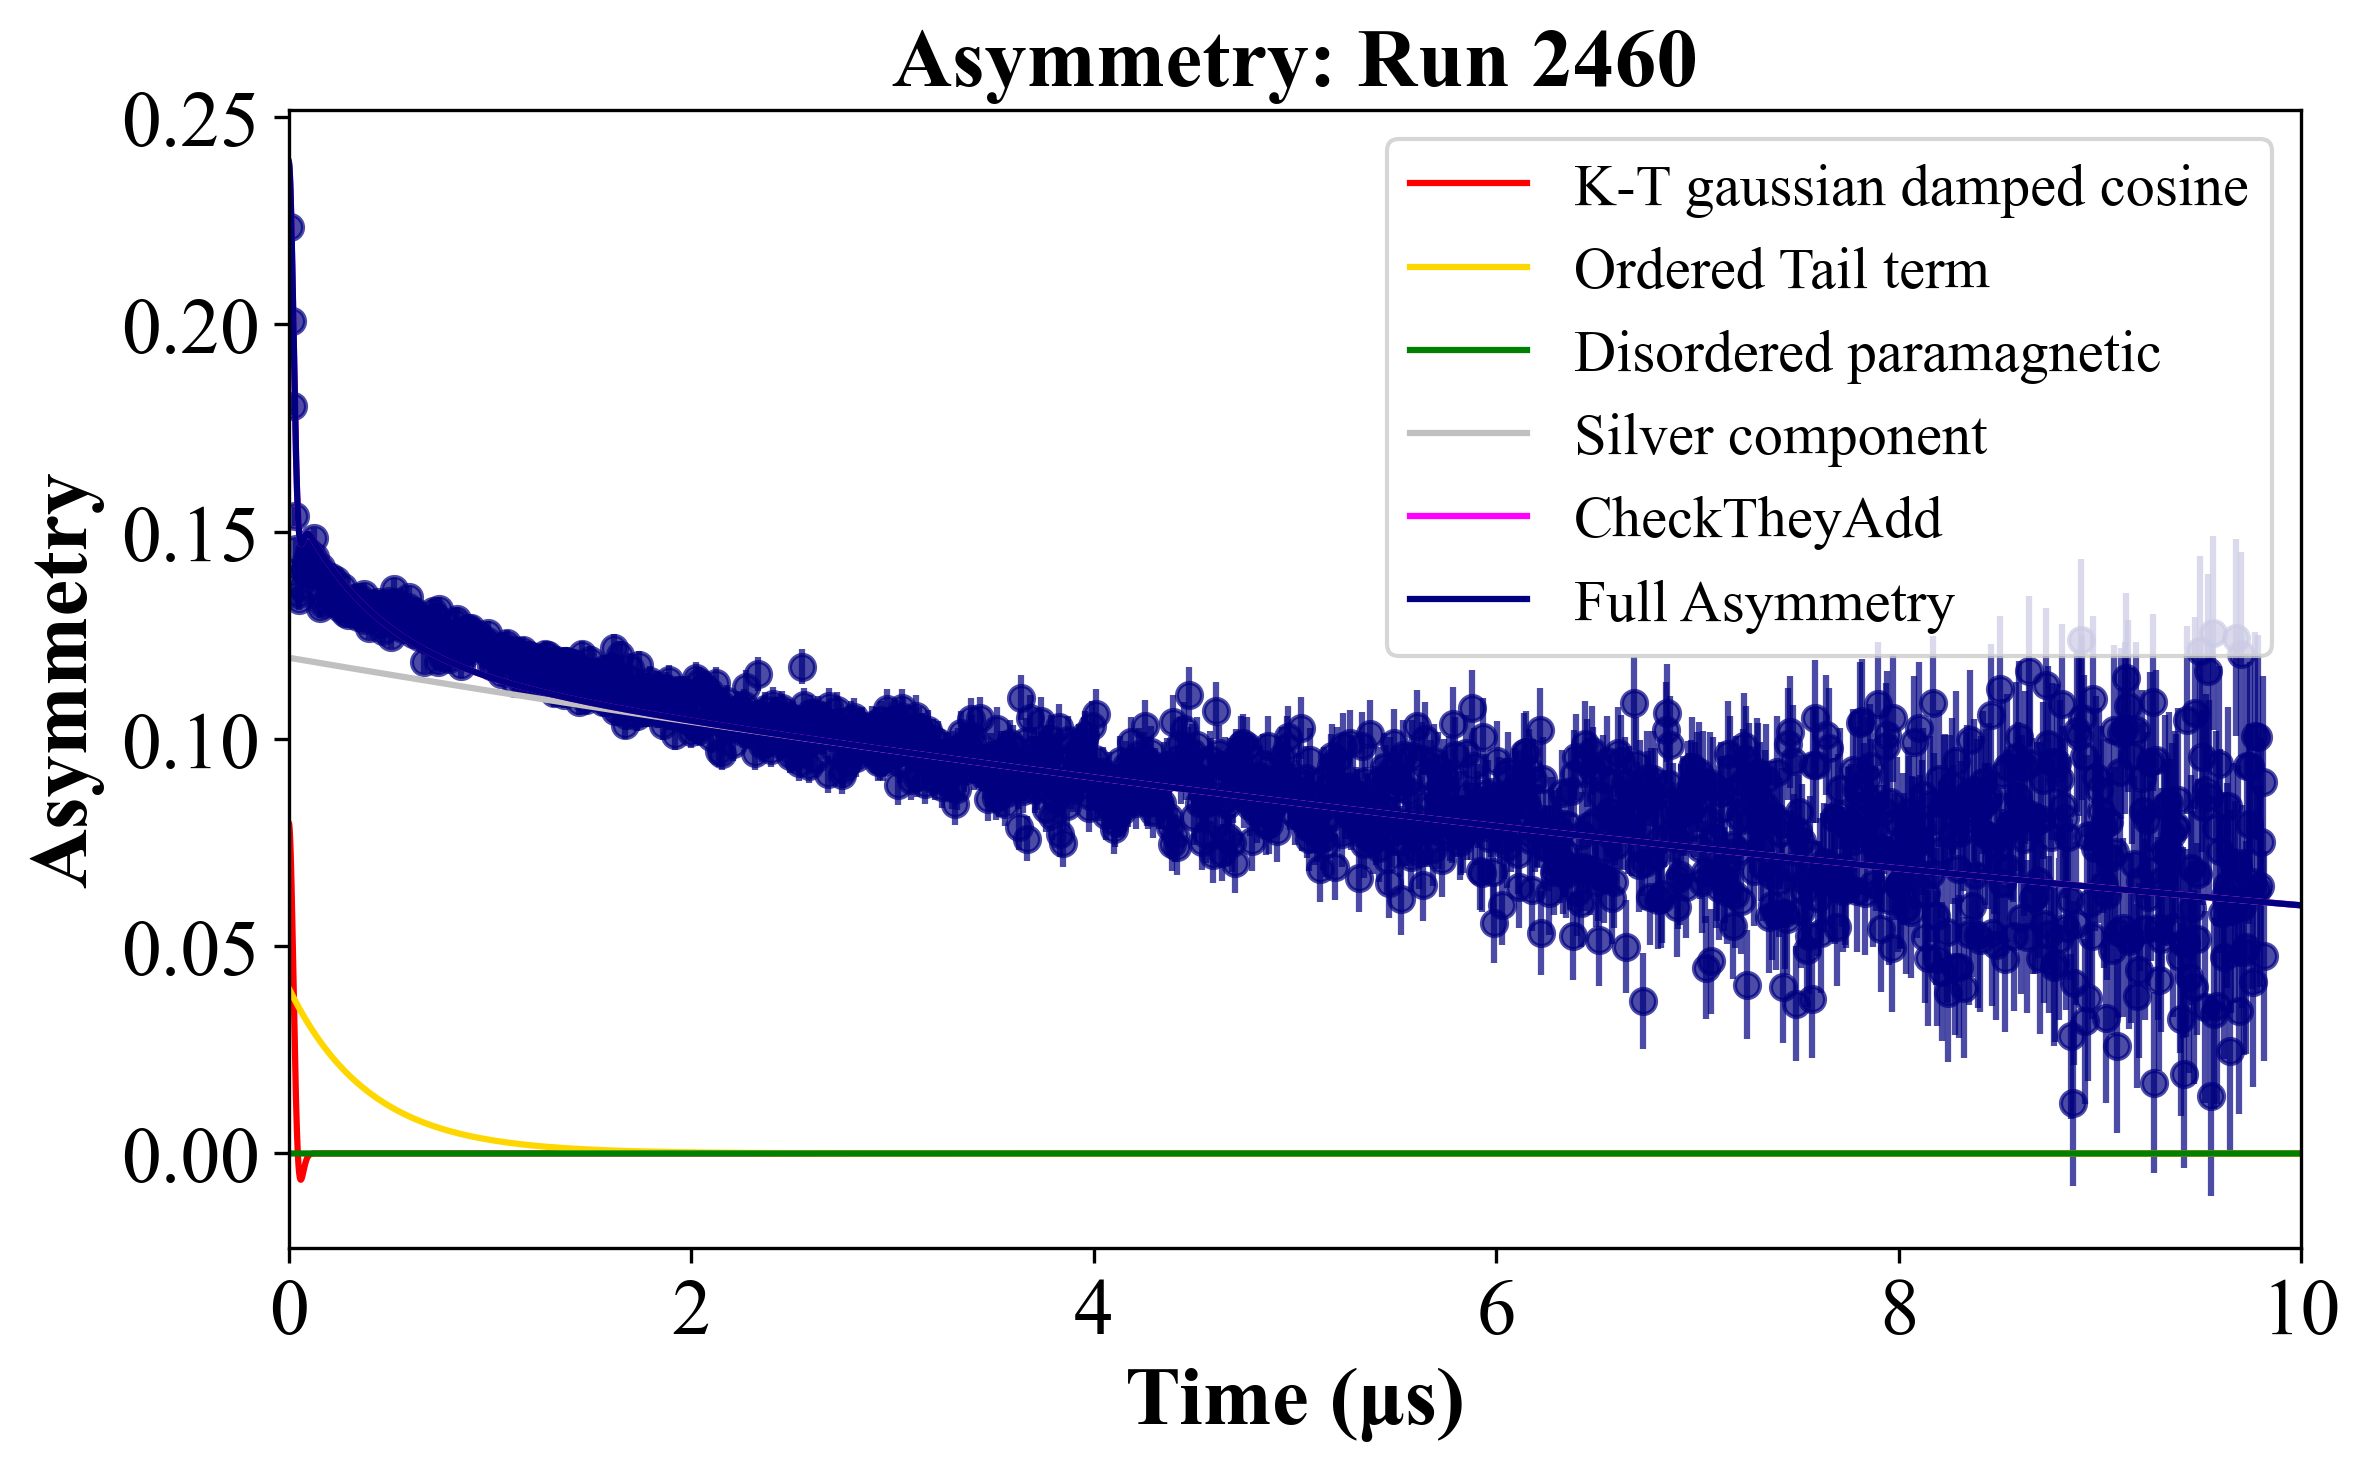 Asymmetry: Run 2460
0.25
0.20
0.15
0.10
0.05
0.00
Asymmetry
K-T gaussian damped cosine
Ordered Tail term
Disordered paramagnetic
Silver component
CheckTheyAdd
Full Asymmetry
0 2 4 6 8 10
Time (μs)